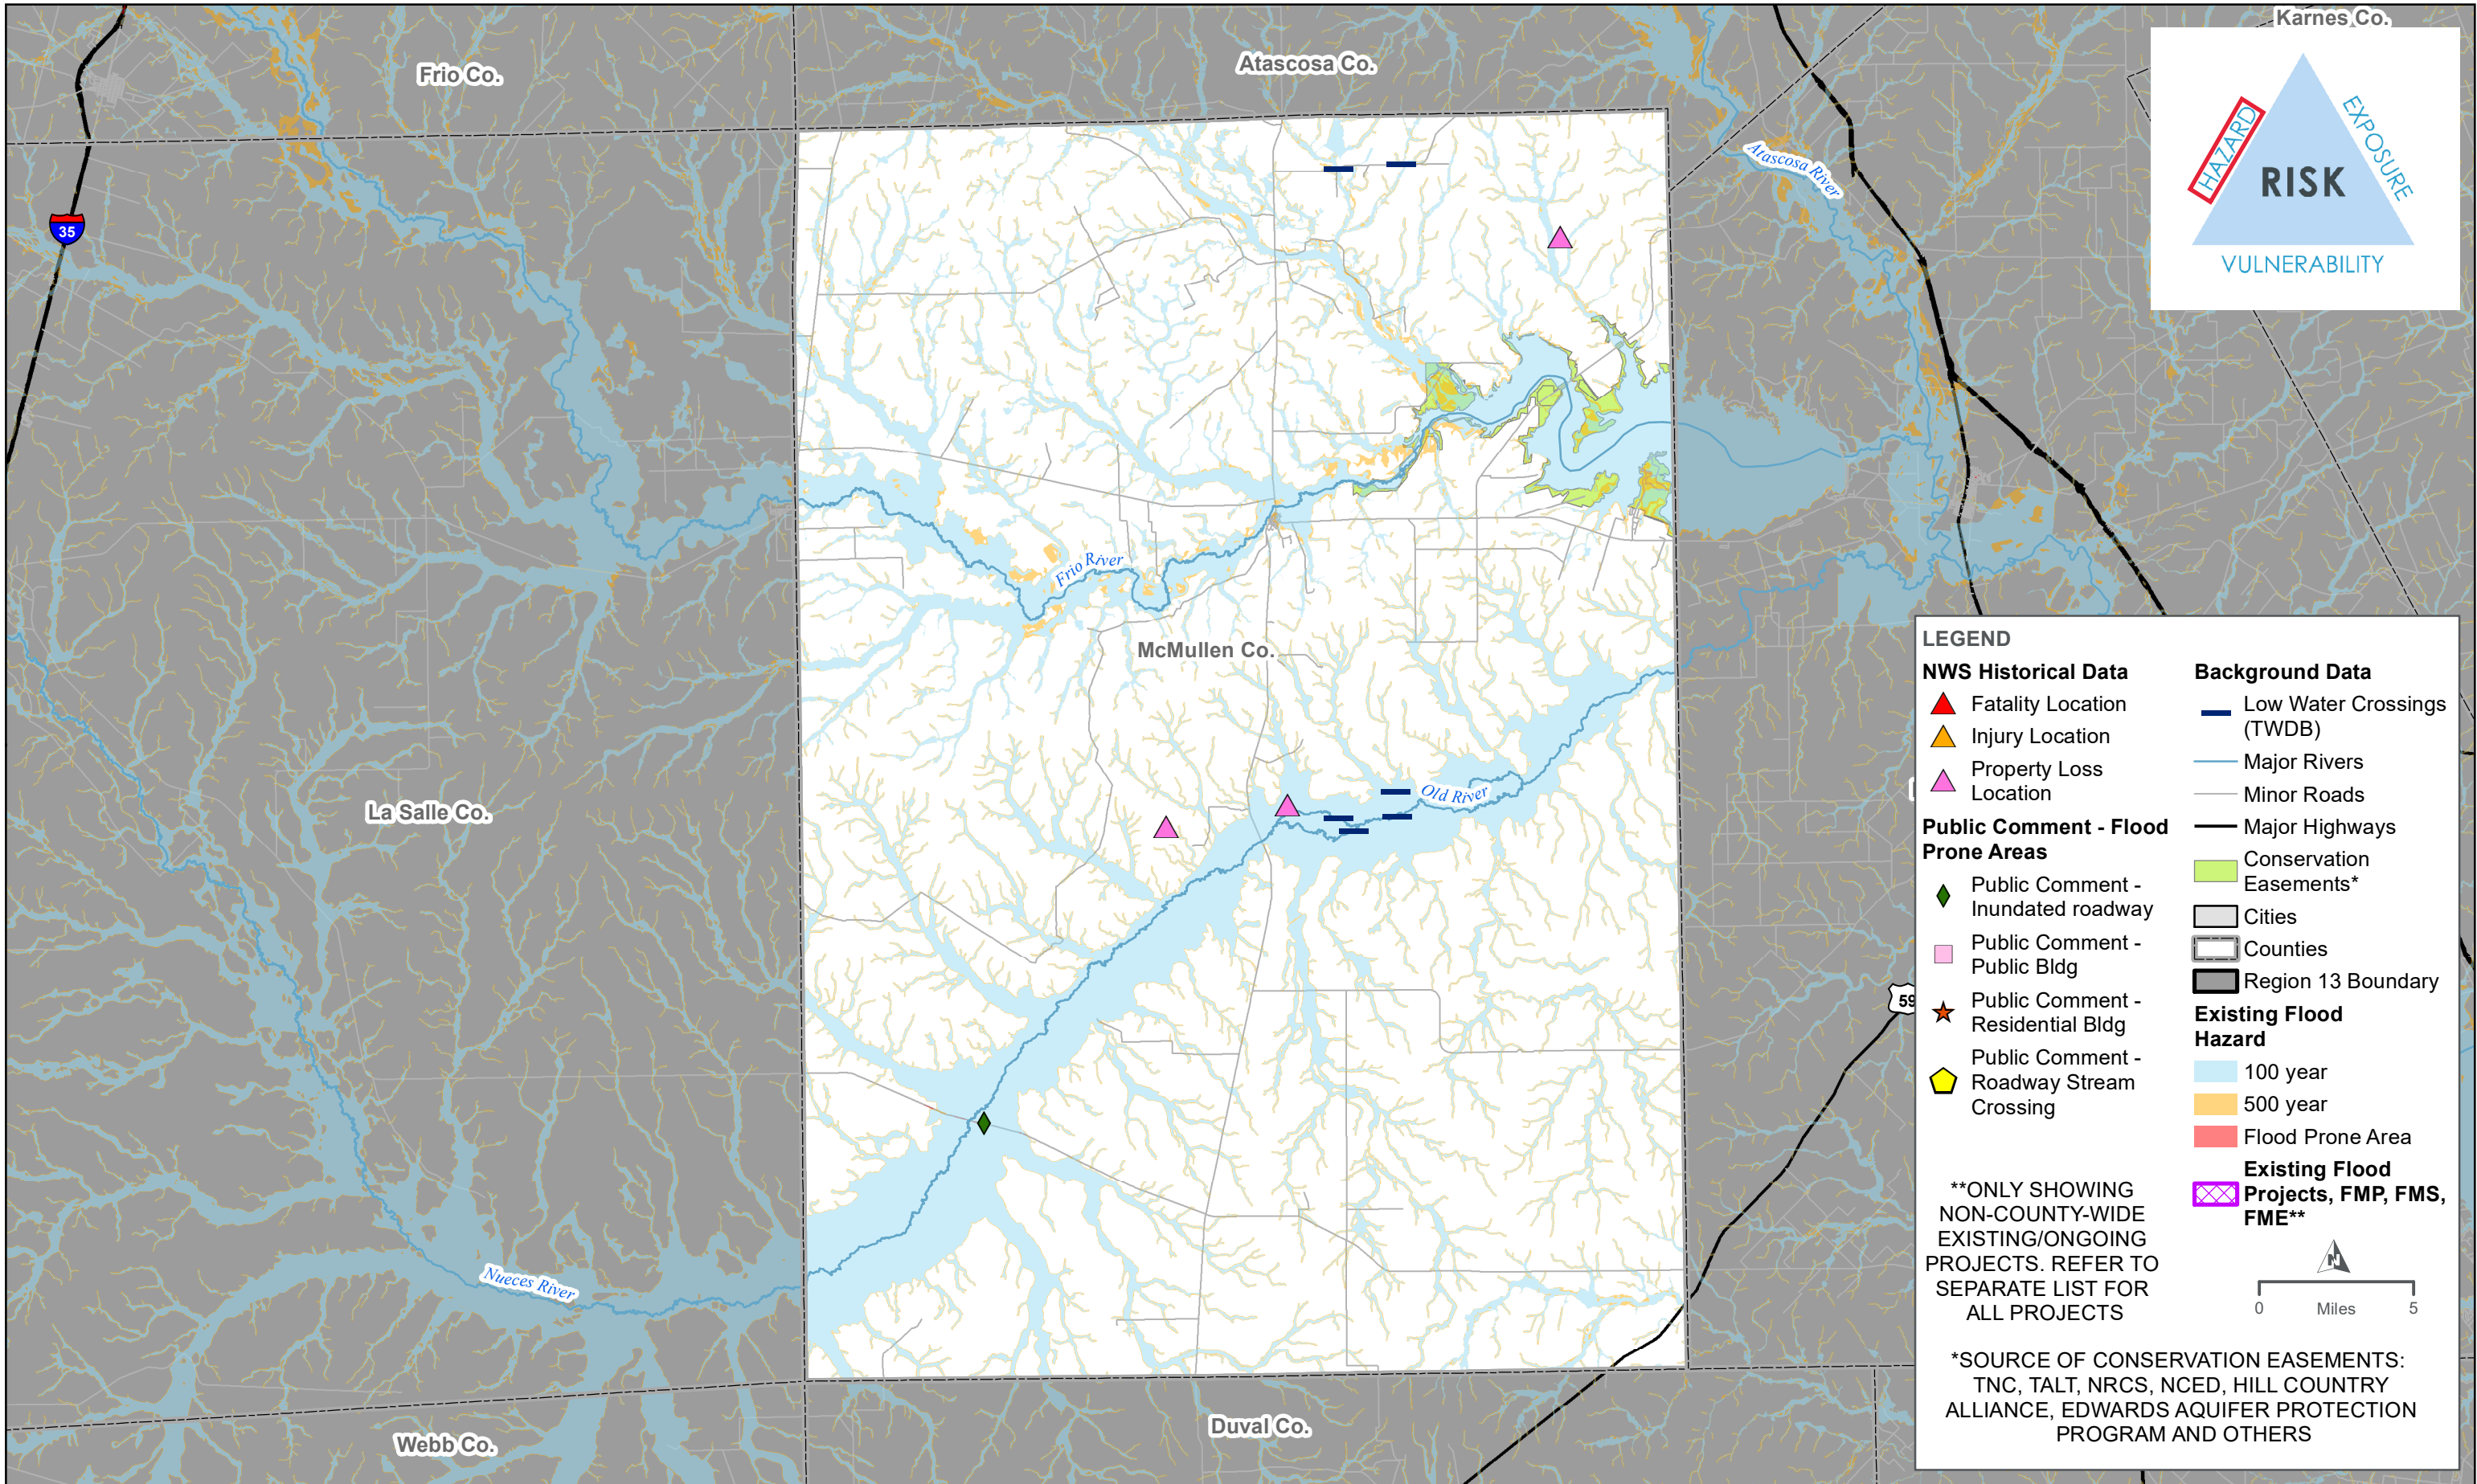 Karnes Co.
Frio Co.
Atascosa Co.
HAZARD
EXPOSURE
RISK
VULNERABILITY
Atascosa River
35
Frio River
McMullen Co.
La Salle Co.
Old River
59
Nueces River
Webb Co.
Duval Co.
LEGEND
NWS Historical Data
Fatality Location
Injury Location
Property Loss
Location
Public Comment - Flood
Prone Areas
Public Comment -
Inundated roadway
Public Comment -
Public Bldg
Public Comment -
Residential Bldg
Public Comment -
Roadway Stream
Crossing
**ONLY SHOWING
NON-COUNTY-WIDE
EXISTING/ONGOING
PROJECTS. REFER TO
SEPARATE LIST FOR
ALL PROJECTS
Background Data
Low Water Crossings
(TWDB)
Major Rivers
Minor Roads
Major Highways
Conservation
Easements*
Cities
Counties
Region 13 Boundary
Existing Flood
Hazard
100 year
500 year
Flood Prone Area
Existing Flood
Projects, FMP, FMS,
FME**
N
0 Miles 5
*SOURCE OF CONSERVATION EASEMENTS:
TNC, TALT, NRCS, NCED, HILL COUNTRY
ALLIANCE, EDWARDS AQUIFER PROTECTION
PROGRAM AND OTHERS